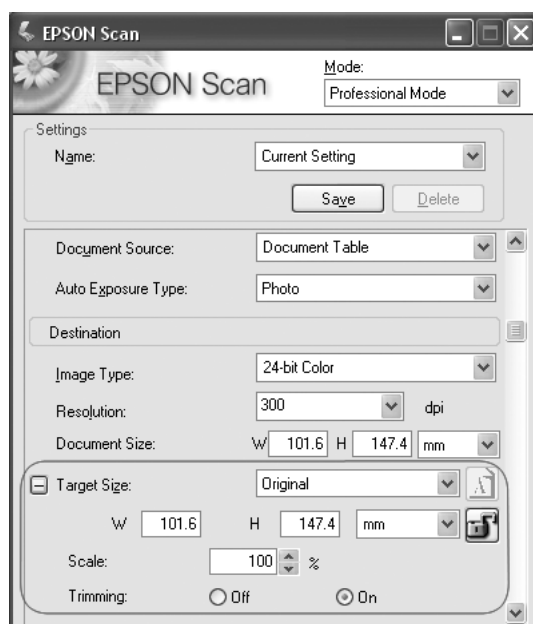 EPSON Scan
EPSON Scan
Mode:
Professional Mode
Settings
Name: Current Setting
Save Delete
Document Source: Document Table
Auto Exposure Type: Photo
Destination
Image Type: 24-bit Color
Resolution: 300 dpi
Document Size: W 101.6 H 147.4 mm
Target Size: Original A
W 101.6 H 147.4 mm
Scale: 100 %
Trimming: Off On